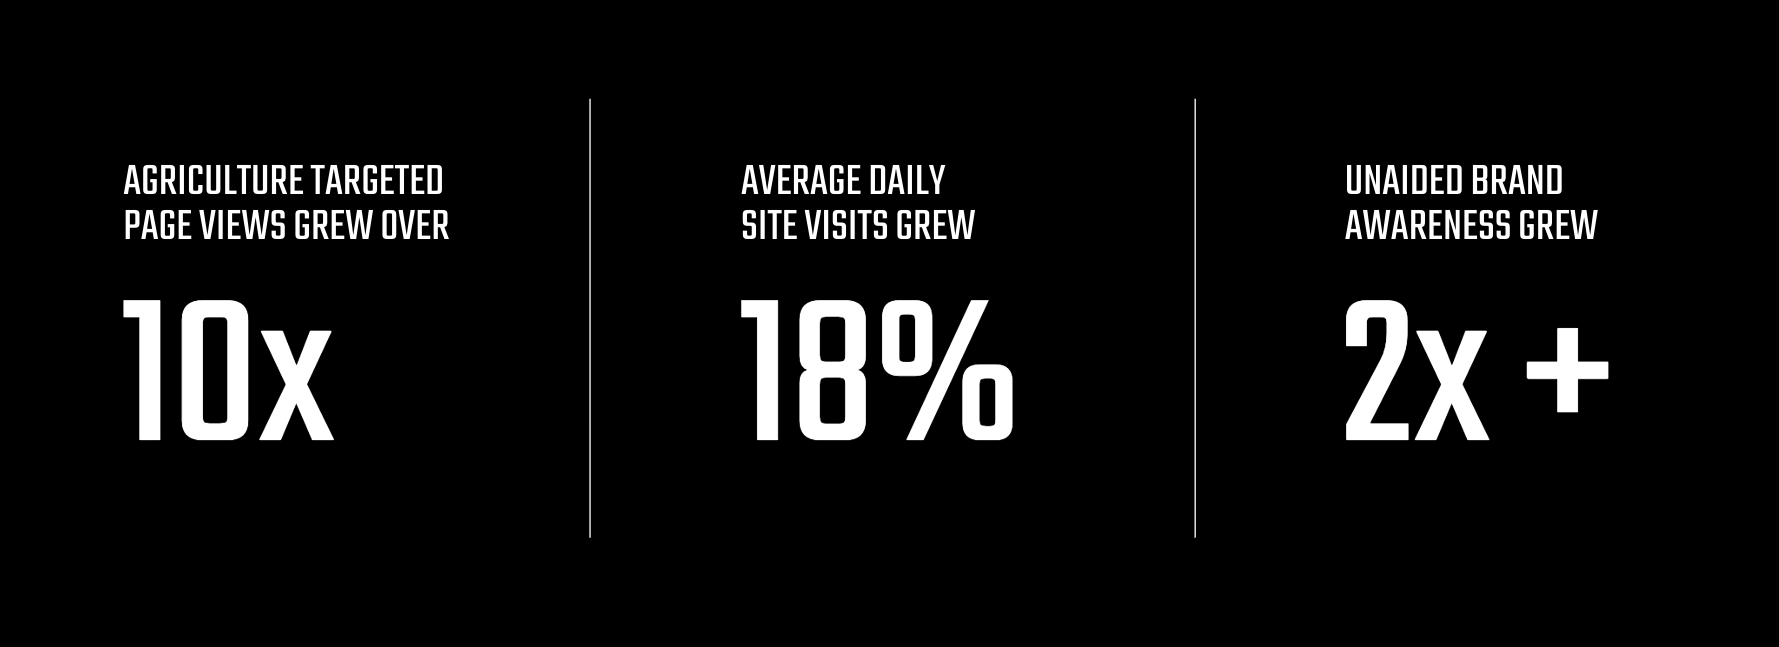 AGRICULTURE TARGETED
PAGE VIEWS GREW OVER
10x
AVERAGE DAILY
SITE VISITS GREW
18%
UNAIDED BRAND
AWARENESS GREW
2x +